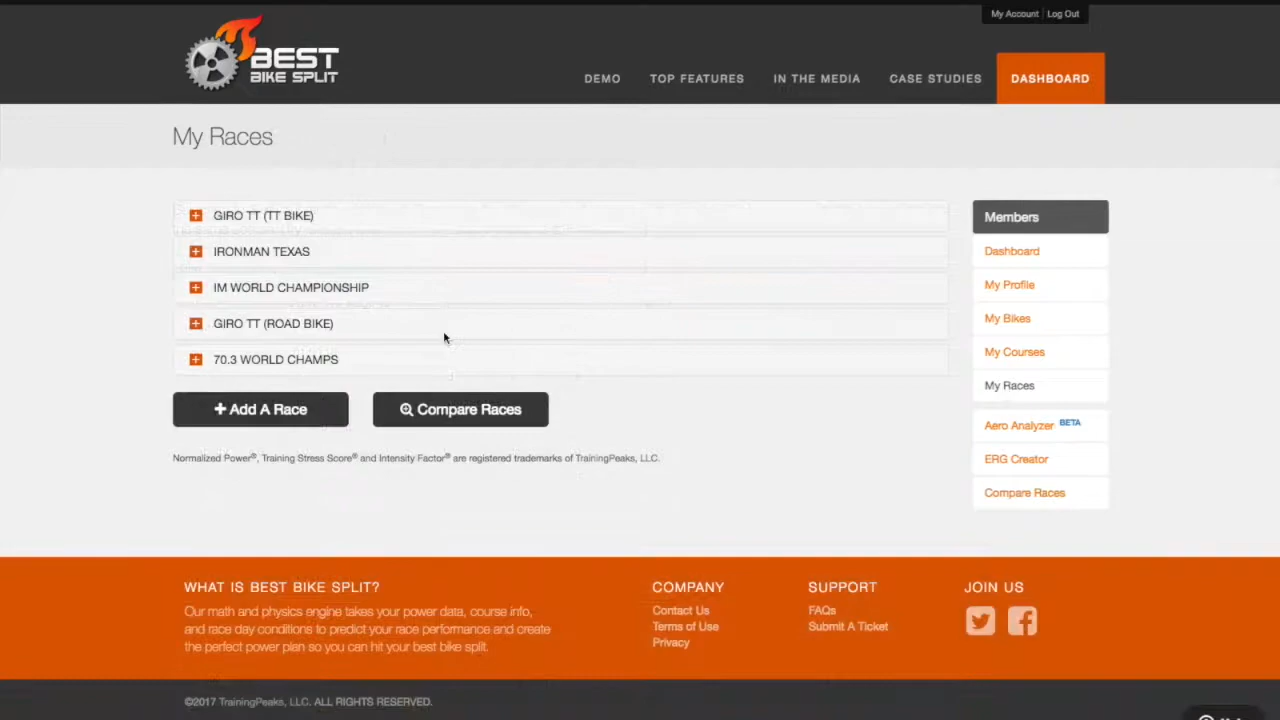 My Account Log Out
BEST
BIKE SPLIT
DEMO TOP FEATURES IN THE MEDIA CASE STUDIES DASHBOARD
My Races
GIRO TT (TT BIKE)
IRONMAN TEXAS
IM WORLD CHAMPIONSHIP
GIRO TT (ROAD BIKE)
70.3 WORLD CHAMPS
Add A Race Compare Races
Normalized Power®, Training Stress Score® and Intensity Factor® are registered trademarks of TrainingPeaks, LLC.
Members
Dashboard
My Profile
My Bikes
My Courses
My Races
Aero Analyzer BETA
ERG Creator
Compare Races
WHAT IS BEST BIKE SPLIT?
Our math and physics engine takes your power data, course info,
and race day conditions to predict your race performance and create
the perfect power plan so you can hit your best bike split.
COMPANY
Contact Us
Terms of Use
Privacy
SUPPORT
FAQs
Submit A Ticket
JOIN US
©2017 TrainingPeaks, LLC. ALL RIGHTS RESERVED.